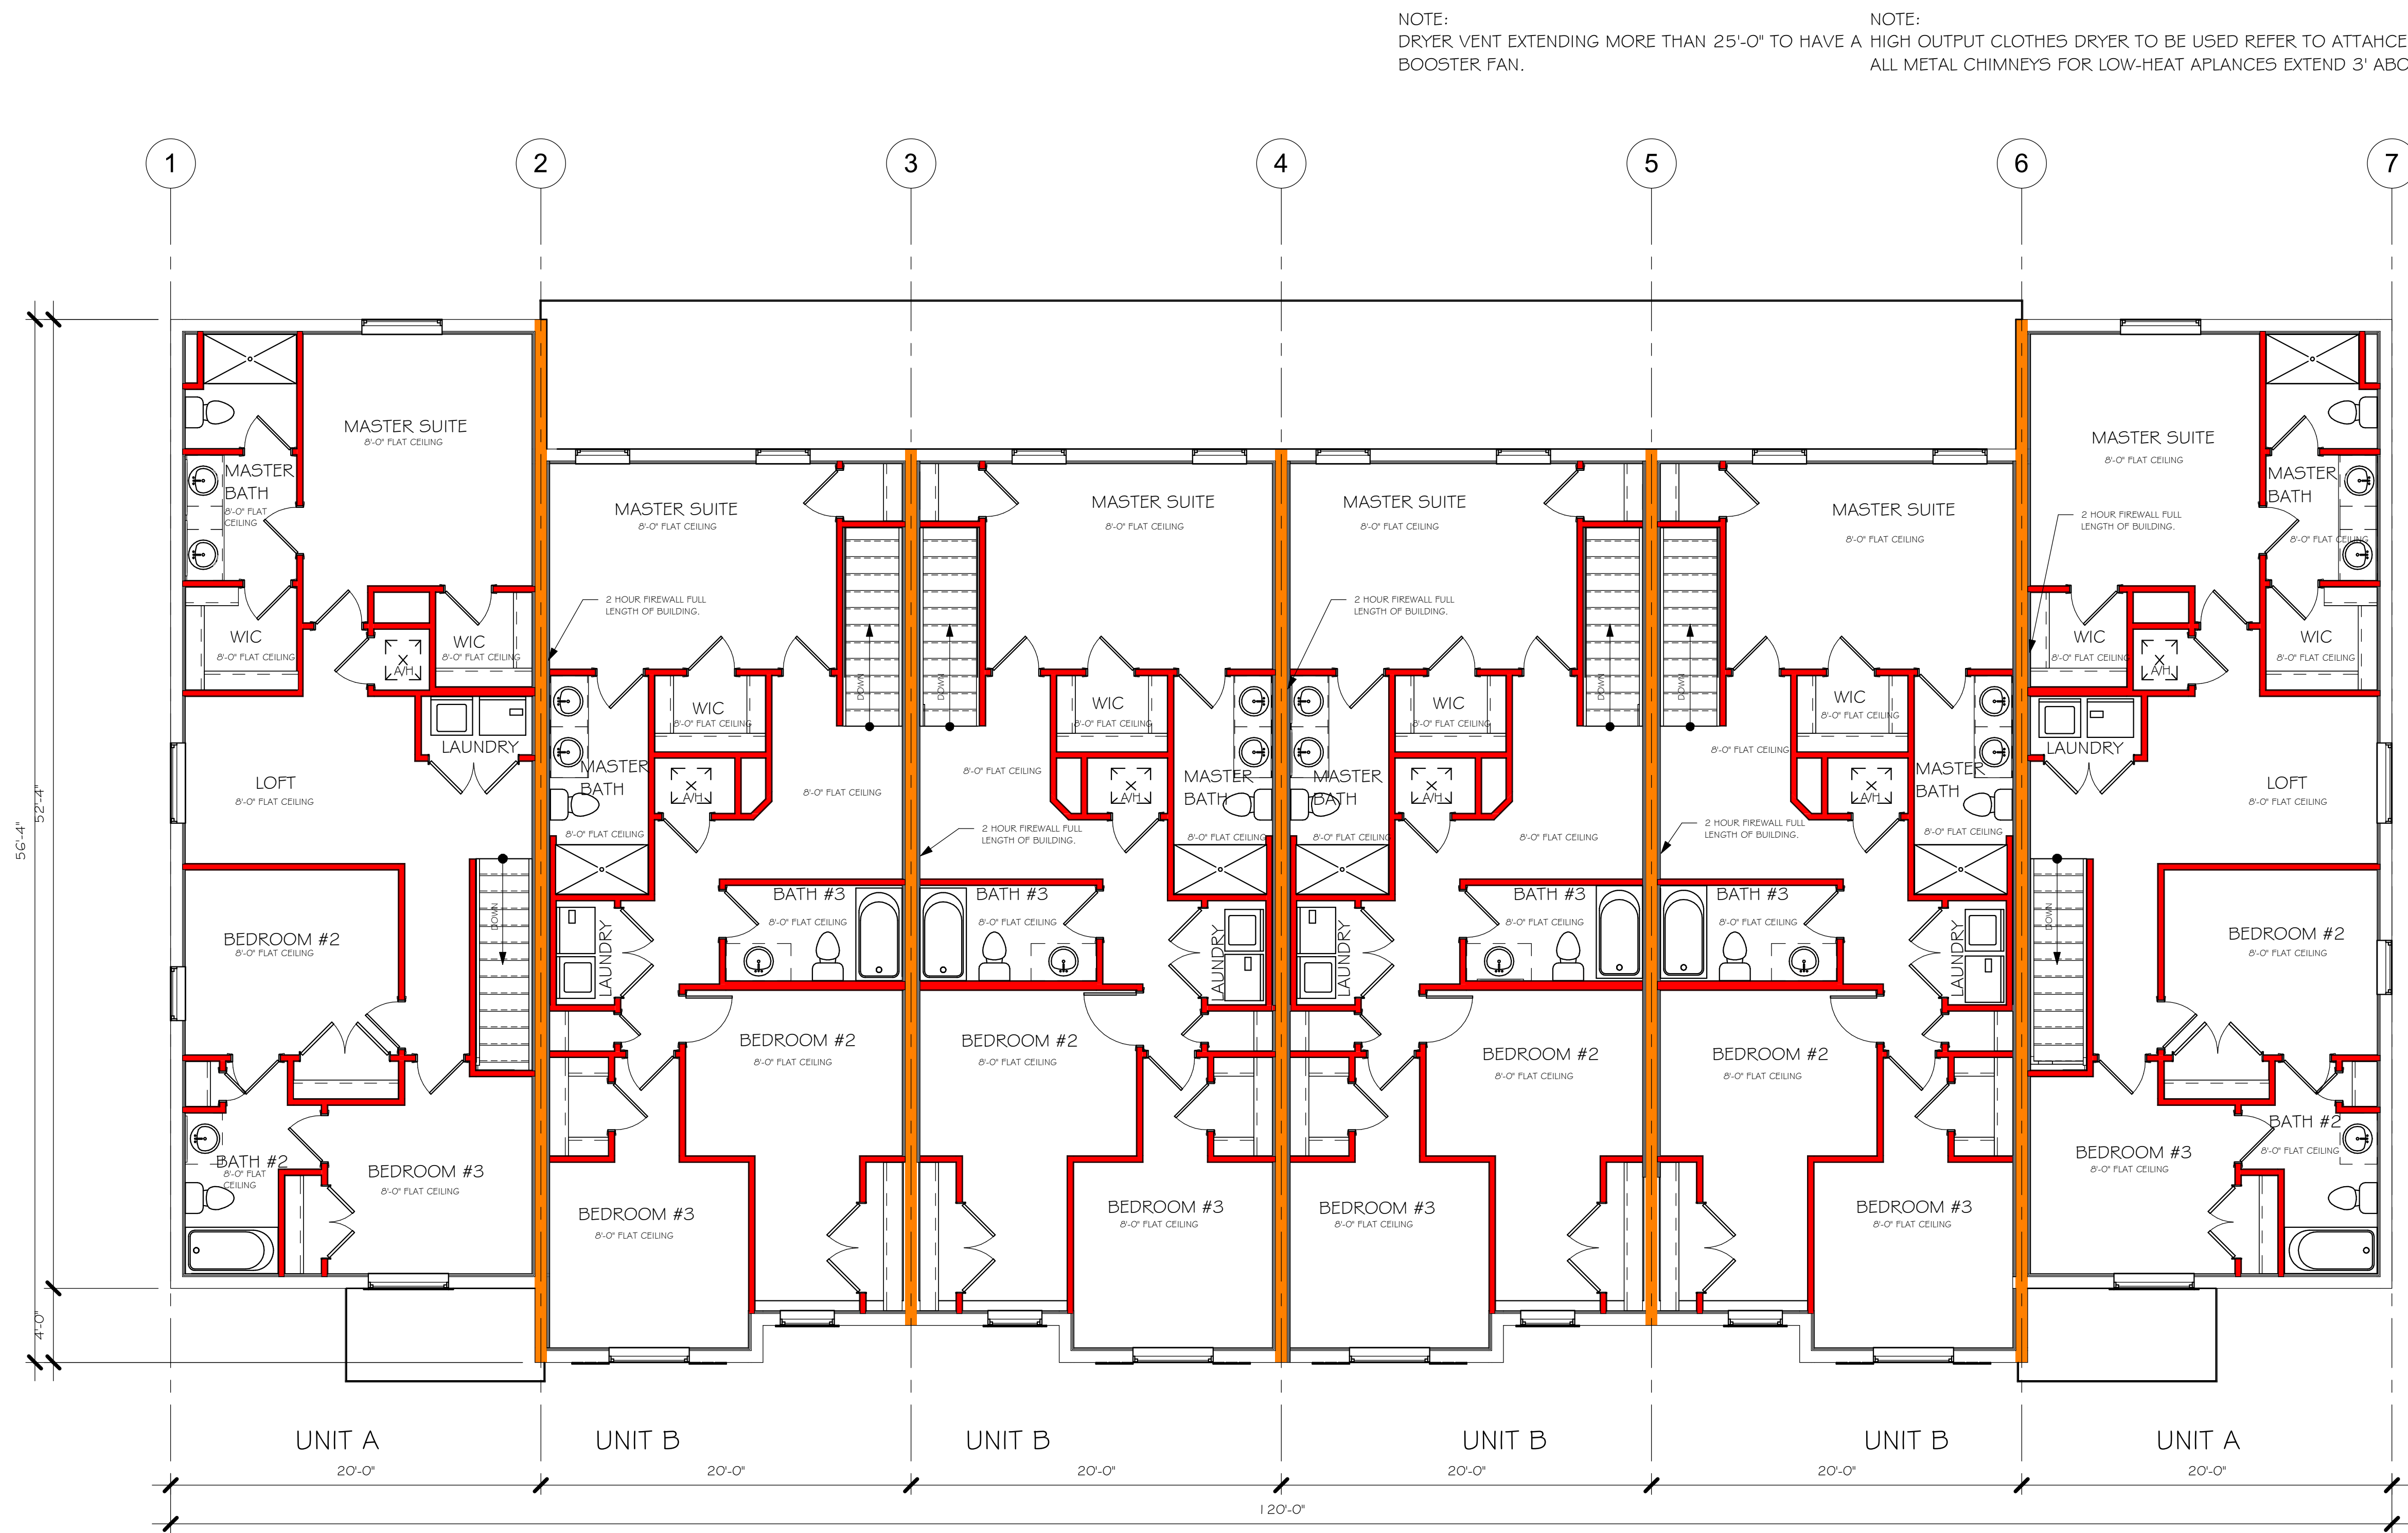 NOTE:
DRYER VENT EXTENDING MORE THAN 25'-0" TO HAVE A
BOOSTER FAN.
NOTE:
HIGH OUTPUT CLOTHES DRYER TO BE USED REFER TO ATTAHCE
ALL METAL CHIMNEYS FOR LOW-HEAT APLANCES EXTEND 3' ABO
1
2
3
4
5
6
7
56'-4"
52'-4"
4'-0"
MASTER SUITE
8'-0" FLAT CEILING
MASTER
BATH
8'-0" FLAT
CEILING
WIC
8'-0" FLAT CEILING
A/H
WIC
8'-0" FLAT CEILING
LAUNDRY
LOFT
8'-0" FLAT CEILING
DOWN
BEDROOM #2
8'-0" FLAT CEILING
BATH #2
8'-0" FLAT
CEILING
BEDROOM #3
8'-0" FLAT CEILING
MASTER SUITE
8'-0" FLAT CEILING
2 HOUR FIREWALL FULL
LENGTH OF BUILDING.
DOWN
WIC
8'-0" FLAT CEILING
MASTER
BATH
8'-0" FLAT CEILING
A/H
8'-0" FLAT CEILING
BATH #3
8'-0" FLAT CEILING
LAUNDRY
BEDROOM #2
8'-0" FLAT CEILING
BEDROOM #3
8'-0" FLAT CEILING
MASTER SUITE
8'-0" FLAT CEILING
DOWN
WIC
8'-0" FLAT CEILING
8'-0" FLAT CEILING
A/H
MASTER
BATH
8'-0" FLAT CEILING
2 HOUR FIREWALL FULL
LENGTH OF BUILDING.
BATH #3
8'-0" FLAT CEILING
LAUNDRY
BEDROOM #2
8'-0" FLAT CEILING
BEDROOM #3
8'-0" FLAT CEILING
MASTER SUITE
8'-0" FLAT CEILING
2 HOUR FIREWALL FULL
LENGTH OF BUILDING.
DOWN
WIC
8'-0" FLAT CEILING
MASTER
BATH
8'-0" FLAT CEILING
A/H
8'-0" FLAT CEILING
BATH #3
8'-0" FLAT CEILING
LAUNDRY
BEDROOM #2
8'-0" FLAT CEILING
BEDROOM #3
8'-0" FLAT CEILING
MASTER SUITE
8'-0" FLAT CEILING
DOWN
WIC
8'-0" FLAT CEILING
8'-0" FLAT CEILING
A/H
MASTER
BATH
8'-0" FLAT CEILING
2 HOUR FIREWALL FULL
LENGTH OF BUILDING.
BATH #3
8'-0" FLAT CEILING
LAUNDRY
BEDROOM #2
8'-0" FLAT CEILING
BEDROOM #3
8'-0" FLAT CEILING
MASTER SUITE
8'-0" FLAT CEILING
MASTER
BATH
8'-0" FLAT CEILING
2 HOUR FIREWALL FULL
LENGTH OF BUILDING.
WIC
8'-0" FLAT CEILING
A/H
WIC
8'-0" FLAT CEILING
LAUNDRY
LOFT
8'-0" FLAT CEILING
DOWN
BEDROOM #2
8'-0" FLAT CEILING
BATH #2
8'-0" FLAT CEILING
BEDROOM #3
8'-0" FLAT CEILING
UNIT A
UNIT B
UNIT B
UNIT B
UNIT B
UNIT A
20'-0"
20'-0"
20'-0"
20'-0"
20'-0"
20'-0"
120'-0"